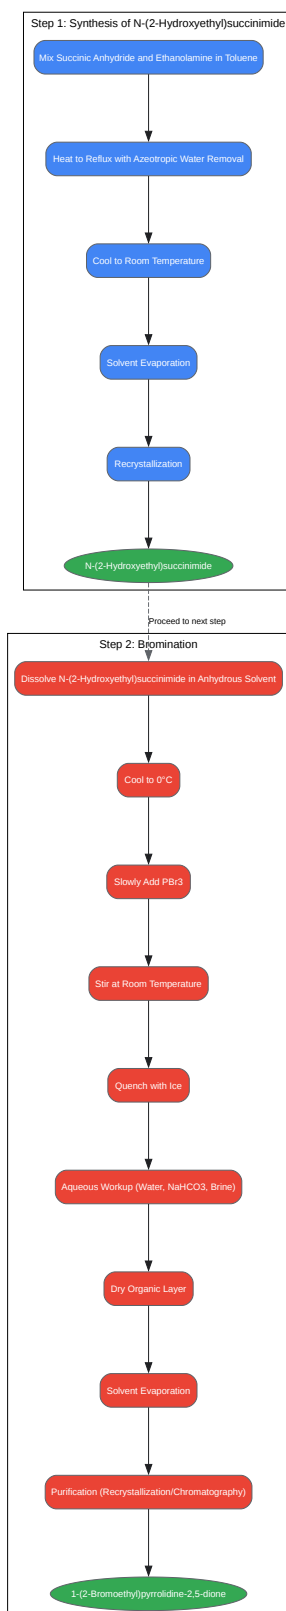 Step 1: Synthesis of N-(2-Hydroxyethyl)succinimide
Mix Succinic Anhydride and Ethanolamine in Toluene
Heat to Reflux with Azeotropic Water Removal
Cool to Room Temperature
Solvent Evaporation
Recrystallization
N-(2-Hydroxyethyl)succinimide
Proceed to next step
Step 2: Bromination
Dissolve N-(2-Hydroxyethyl)succinimide in Anhydrous Solvent
Cool to 0°C
Slowly Add PBr3
Stir at Room Temperature
Quench with Ice
Aqueous Workup (Water, NaHCO3, Brine)
Dry Organic Layer
Solvent Evaporation
Purification (Recrystallization/Chromatography)
1-(2-Bromoethyl)pyrrolidine-2,5-dione